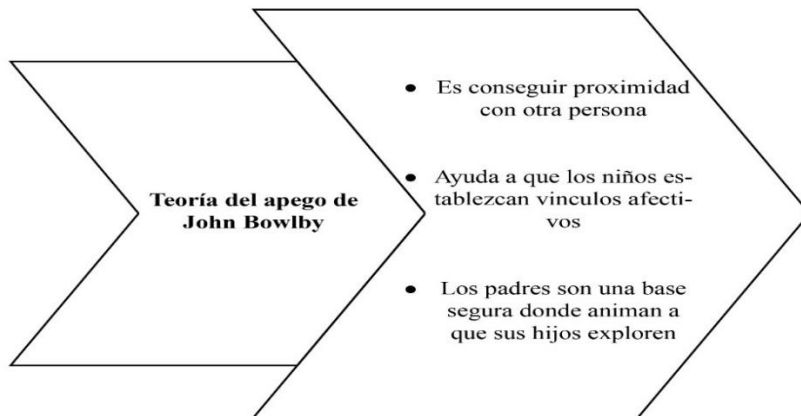 Teoría del apego de
John Bowlby
• Es conseguir proximidad
con otra persona
• Ayuda a que los niños es-
tablezcan vinculos afecti-
vos
• Los padres son una base
segura donde animan a
que sus hijos exploren